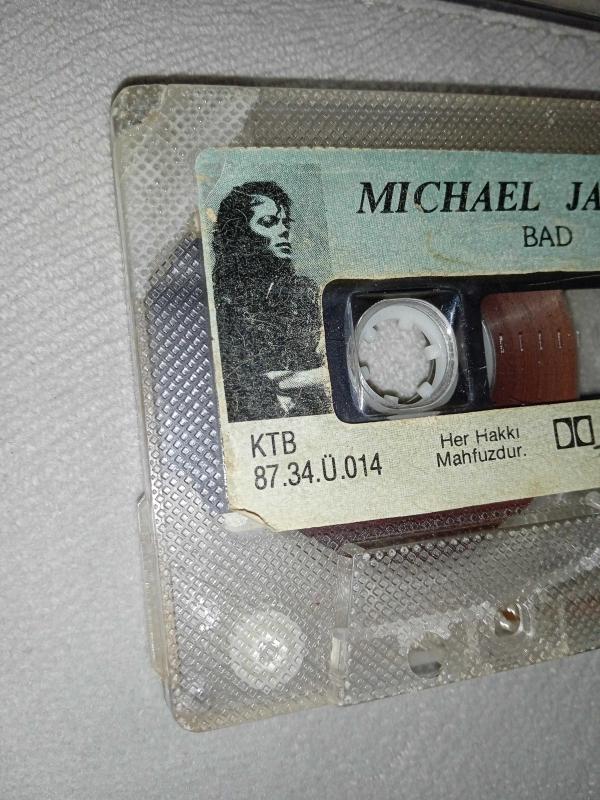 MICHAEL JA
BAD
KTB
87.34.Ü.014
Her Hakkı
Mahfuzdur.